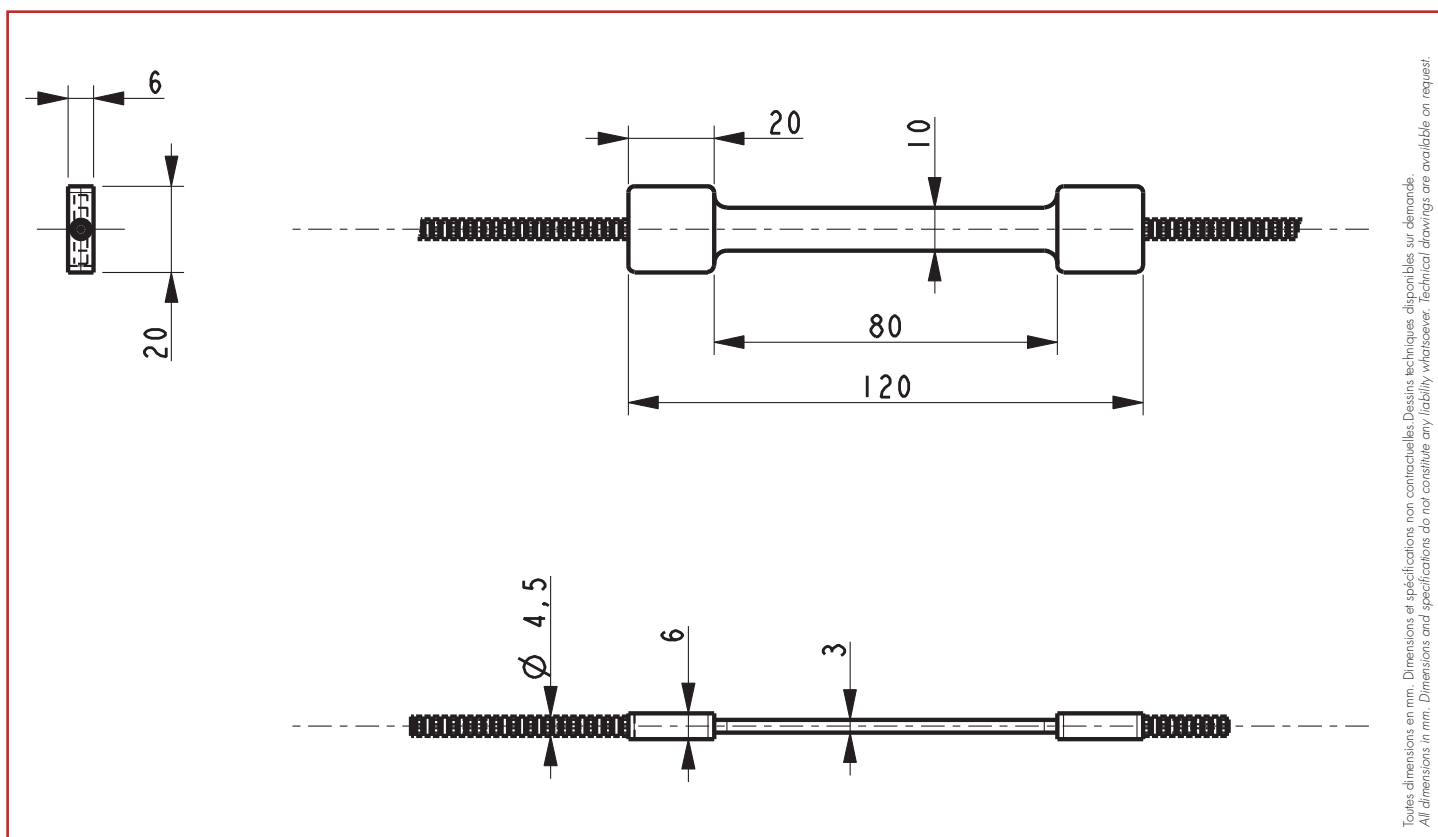 6
20
20
10
80
120
Ø 4,5
6
3
Toutes dimensions en mm. Dimensions et spécifications non contractuelles.Dessins techniques disponibles sur demande.
All dimensions in mm. Dimensions and specifications do not constitute any liability whatsoever. Technical drawings are available on request.